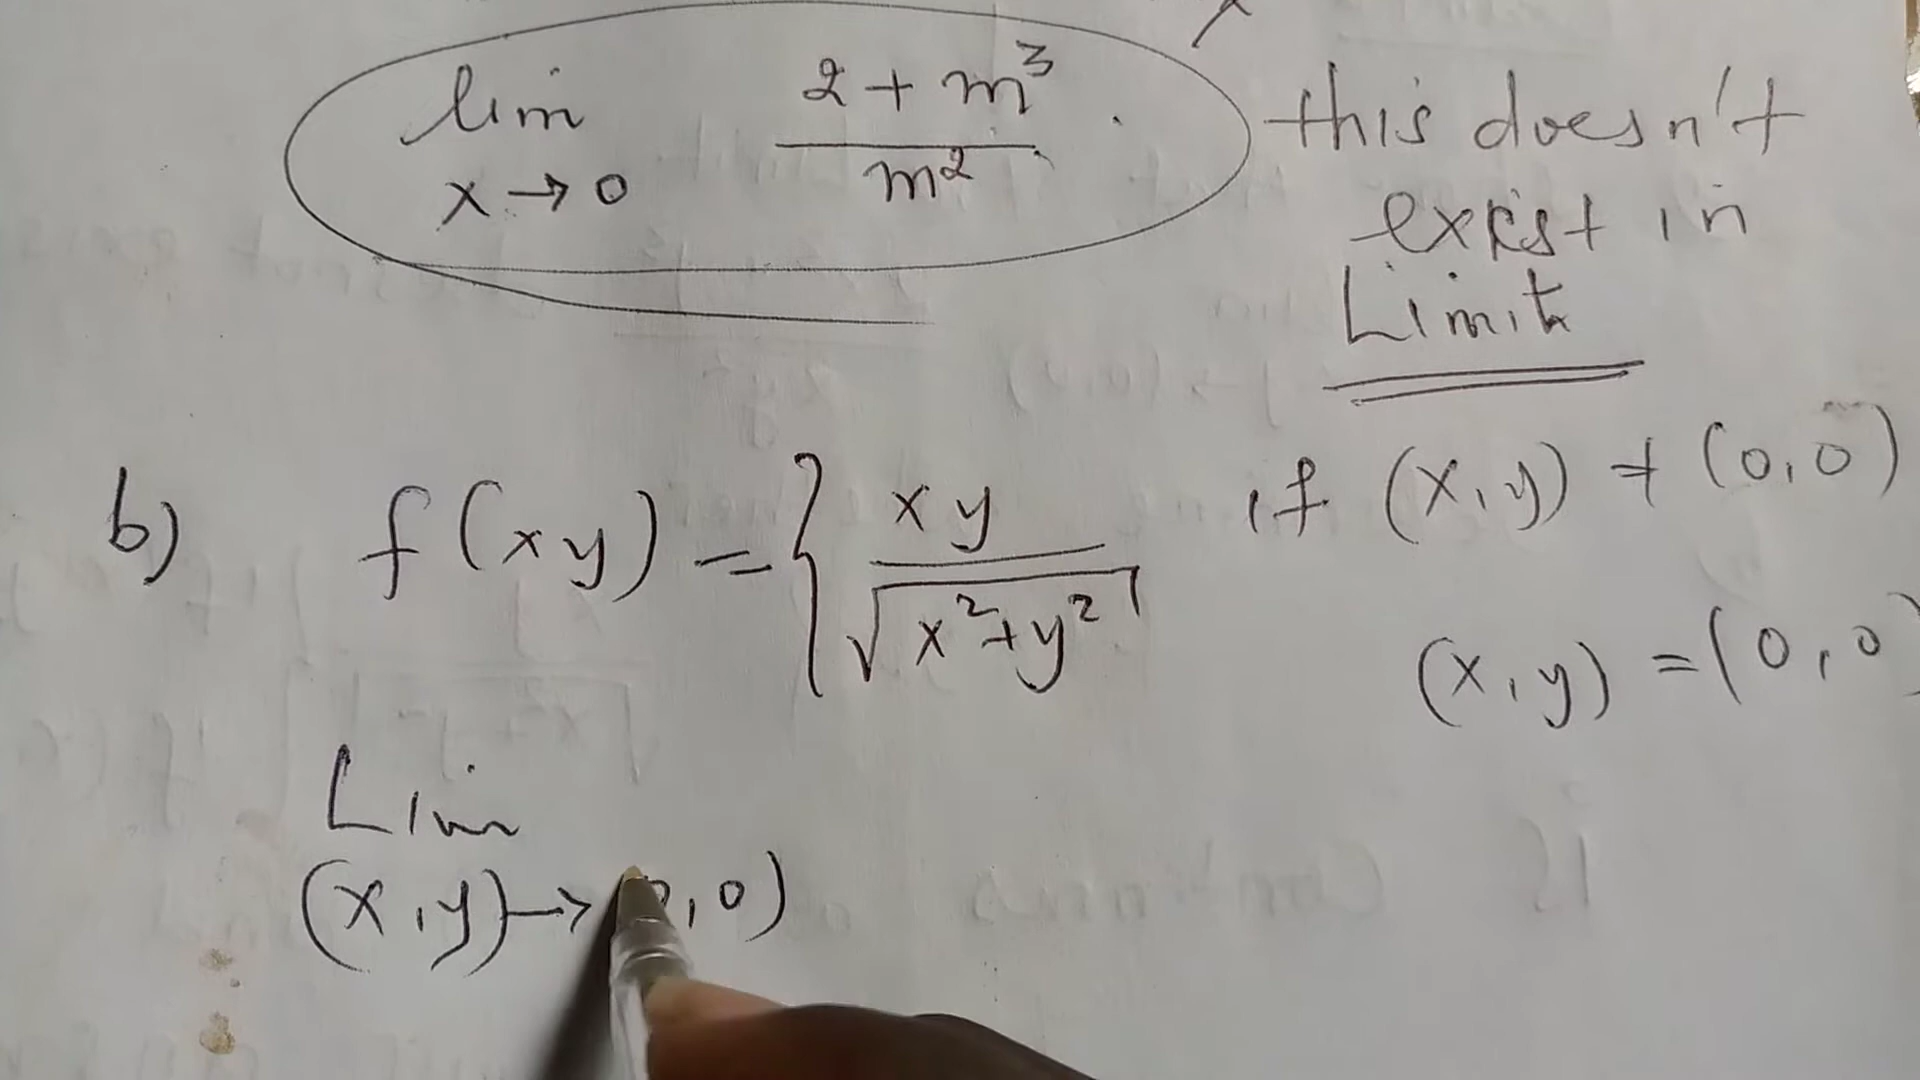 lim 2 + m³
x → 0 m²
this doesn't
exist in
Limit
b) f(xy) = { xy if (x,y) ≠ (0,0)
√x²+y² (x,y) = (0,0)
Lim
(x,y) → 0,0)